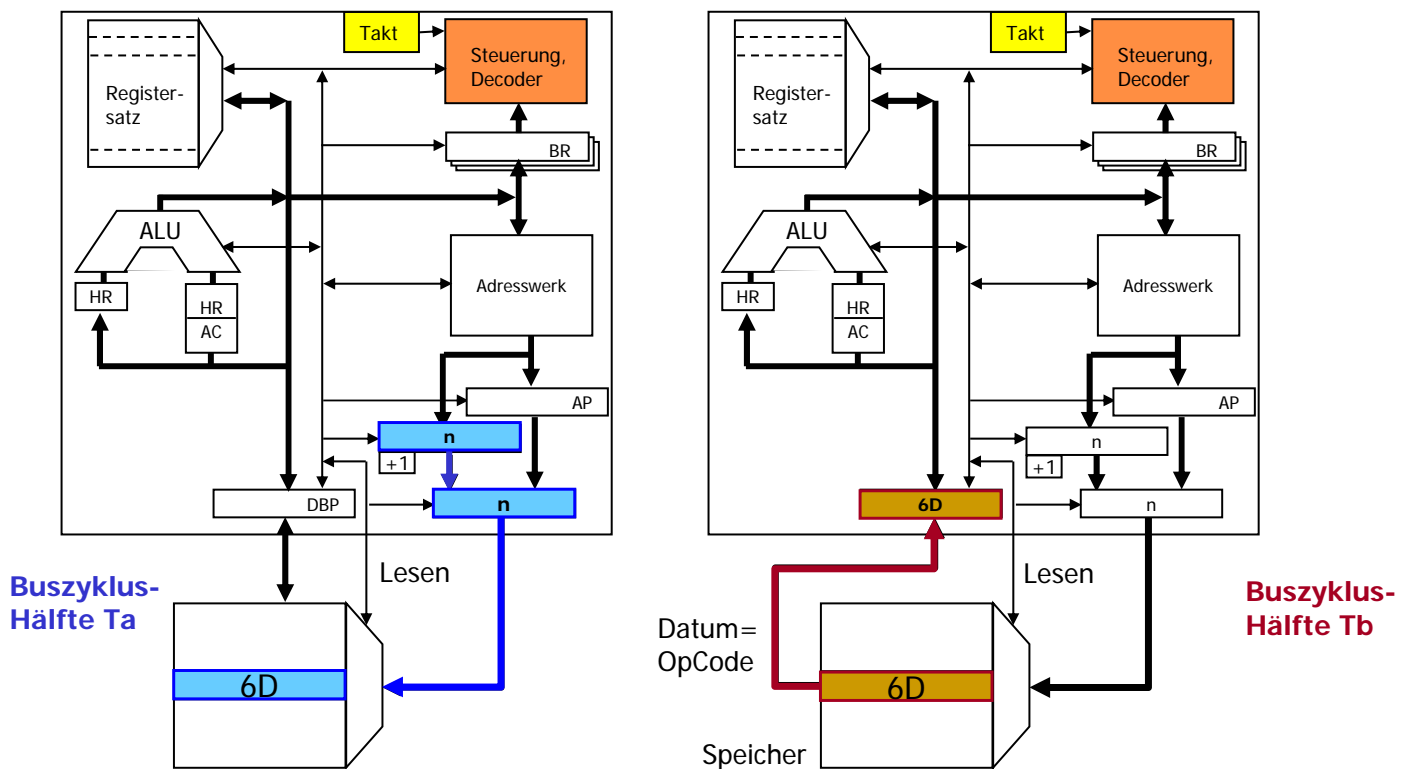 Takt
Steuerung,
Decoder
Register-
satz
BR
ALU
HR
HR
AC
Adresswerk
AP
n
+1
DBP
n
Lesen
Buszyklus-
Hälfte Ta
6D
Takt
Steuerung,
Decoder
Register-
satz
BR
ALU
HR
HR
AC
Adresswerk
AP
n
+1
6D
n
Lesen
Buszyklus-
Hälfte Tb
Datum=
OpCode
6D
Speicher